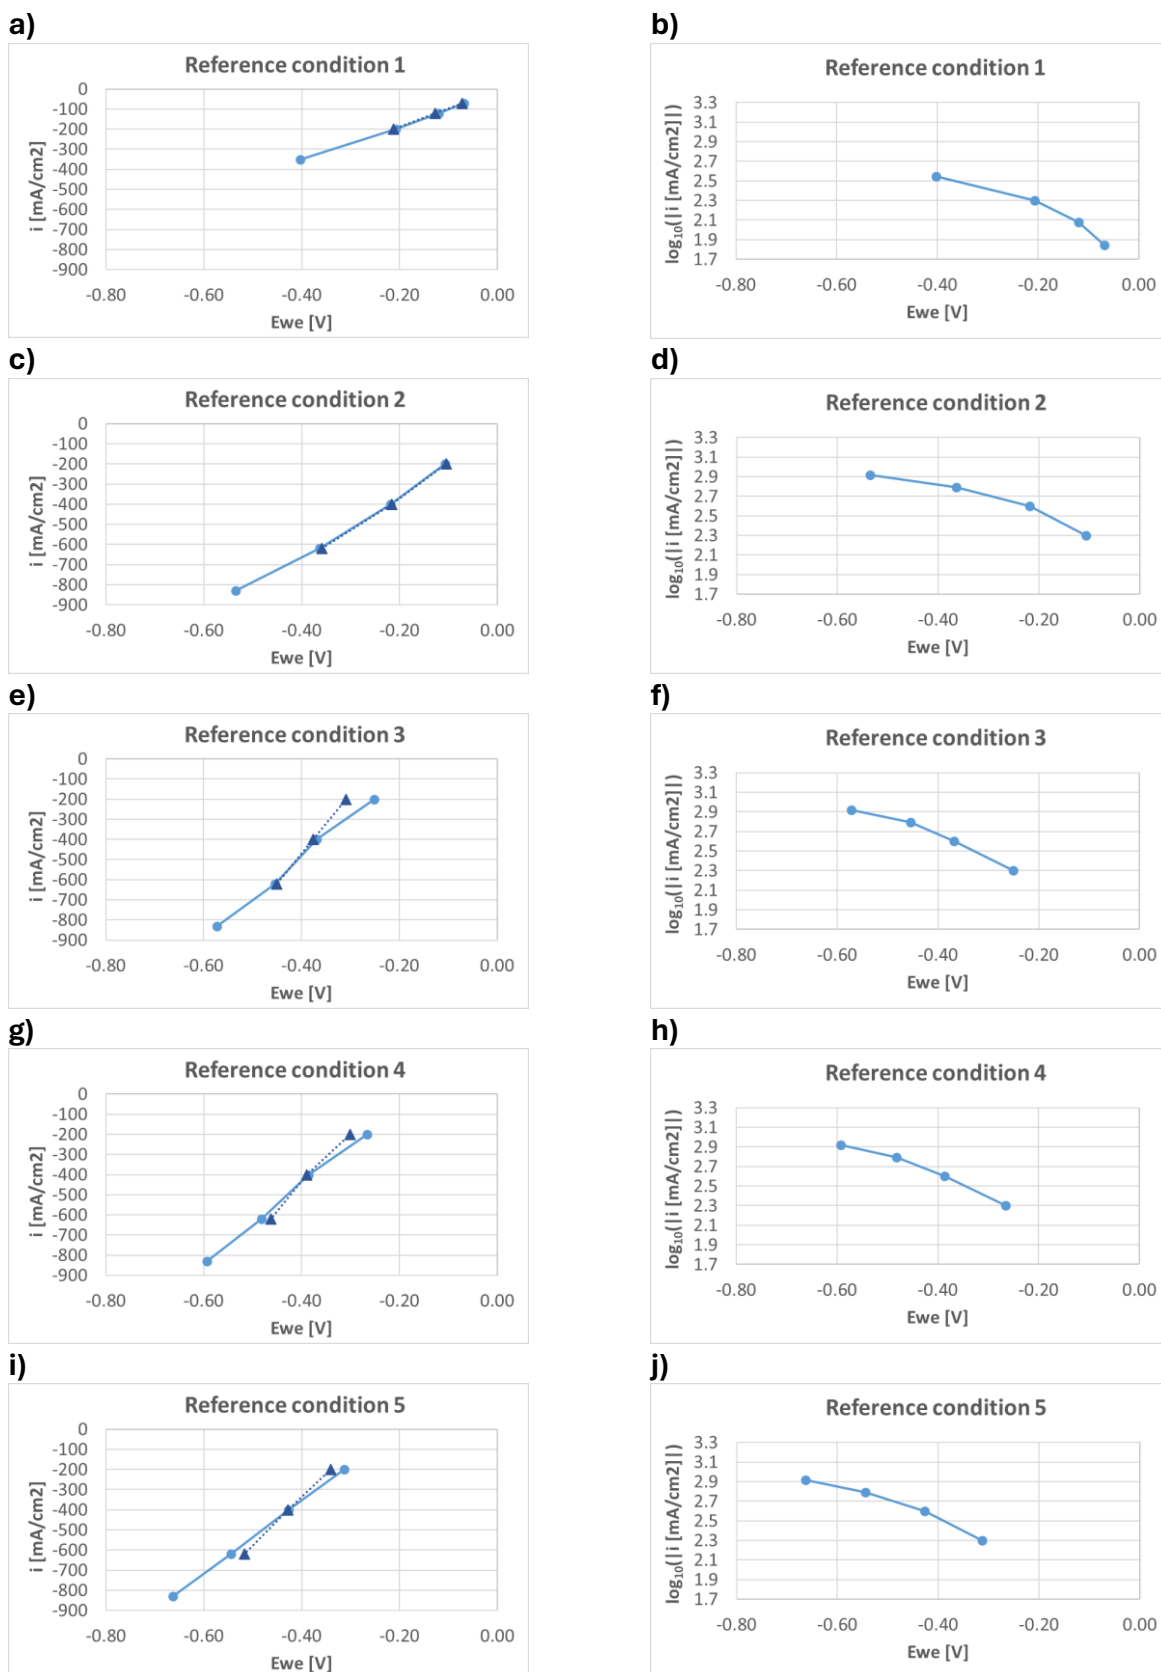 a)
Reference condition 1
0
-100
-200
-300
-400
-500
-600
-700
-800
-900
i [mA/cm2]
-0.80 -0.60 -0.40 -0.20 0.00
Ewe [V]
b)
Reference condition 1
3.3
3.1
2.9
2.7
2.5
2.3
2.1
1.9
1.7
log₁₀(|i [mA/cm2]|)
-0.80 -0.60 -0.40 -0.20 0.00
Ewe [V]
c)
Reference condition 2
0
-100
-200
-300
-400
-500
-600
-700
-800
-900
i [mA/cm2]
-0.80 -0.60 -0.40 -0.20 0.00
Ewe [V]
d)
Reference condition 2
3.3
3.1
2.9
2.7
2.5
2.3
2.1
1.9
1.7
log₁₀(|i [mA/cm2]|)
-0.80 -0.60 -0.40 -0.20 0.00
Ewe [V]
e)
Reference condition 3
0
-100
-200
-300
-400
-500
-600
-700
-800
-900
i [mA/cm2]
-0.80 -0.60 -0.40 -0.20 0.00
Ewe [V]
f)
Reference condition 3
3.3
3.1
2.9
2.7
2.5
2.3
2.1
1.9
1.7
log₁₀(|i [mA/cm2]|)
-0.80 -0.60 -0.40 -0.20 0.00
Ewe [V]
g)
Reference condition 4
0
-100
-200
-300
-400
-500
-600
-700
-800
-900
i [mA/cm2]
-0.80 -0.60 -0.40 -0.20 0.00
Ewe [V]
h)
Reference condition 4
3.3
3.1
2.9
2.7
2.5
2.3
2.1
1.9
1.7
log₁₀(|i [mA/cm2]|)
-0.80 -0.60 -0.40 -0.20 0.00
Ewe [V]
i)
Reference condition 5
0
-100
-200
-300
-400
-500
-600
-700
-800
-900
i [mA/cm2]
-0.80 -0.60 -0.40 -0.20 0.00
Ewe [V]
j)
Reference condition 5
3.3
3.1
2.9
2.7
2.5
2.3
2.1
1.9
1.7
log₁₀(|i [mA/cm2]|)
-0.80 -0.60 -0.40 -0.20 0.00
Ewe [V]